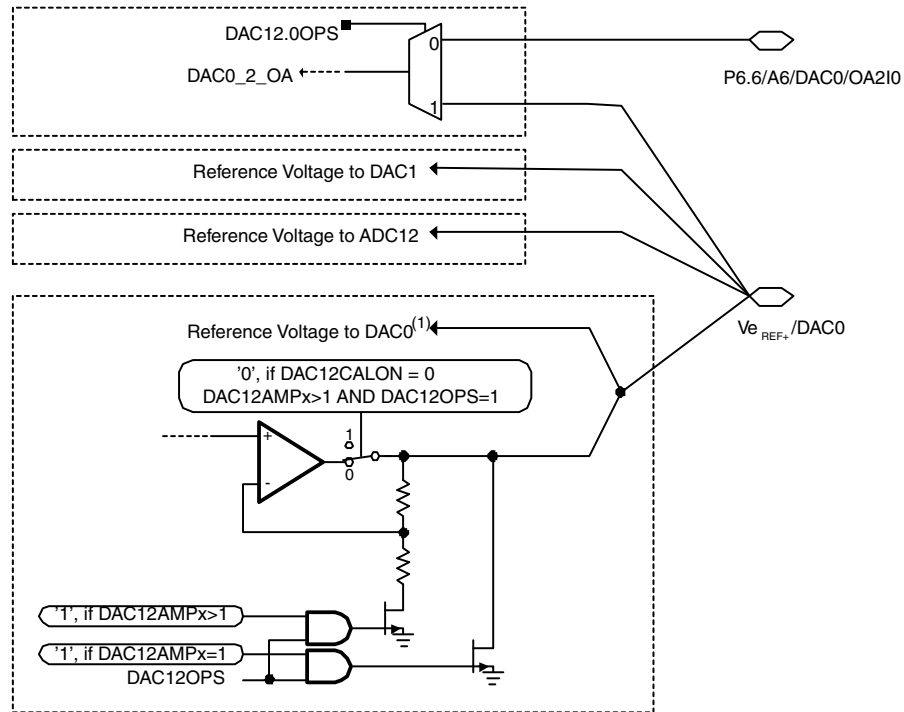 DAC12.0OPS
0
DAC0_2_OA
P6.6/A6/DAC0/OA2I0
1
Reference Voltage to DAC1
Reference Voltage to ADC12
Reference Voltage to DAC0(1)
VeREF+/DAC0
'0', if DAC12CALON = 0
DAC12AMPx>1 AND DAC12OPS=1
+
1
0
-
'1', if DAC12AMPx>1
'1', if DAC12AMPx=1
DAC12OPS